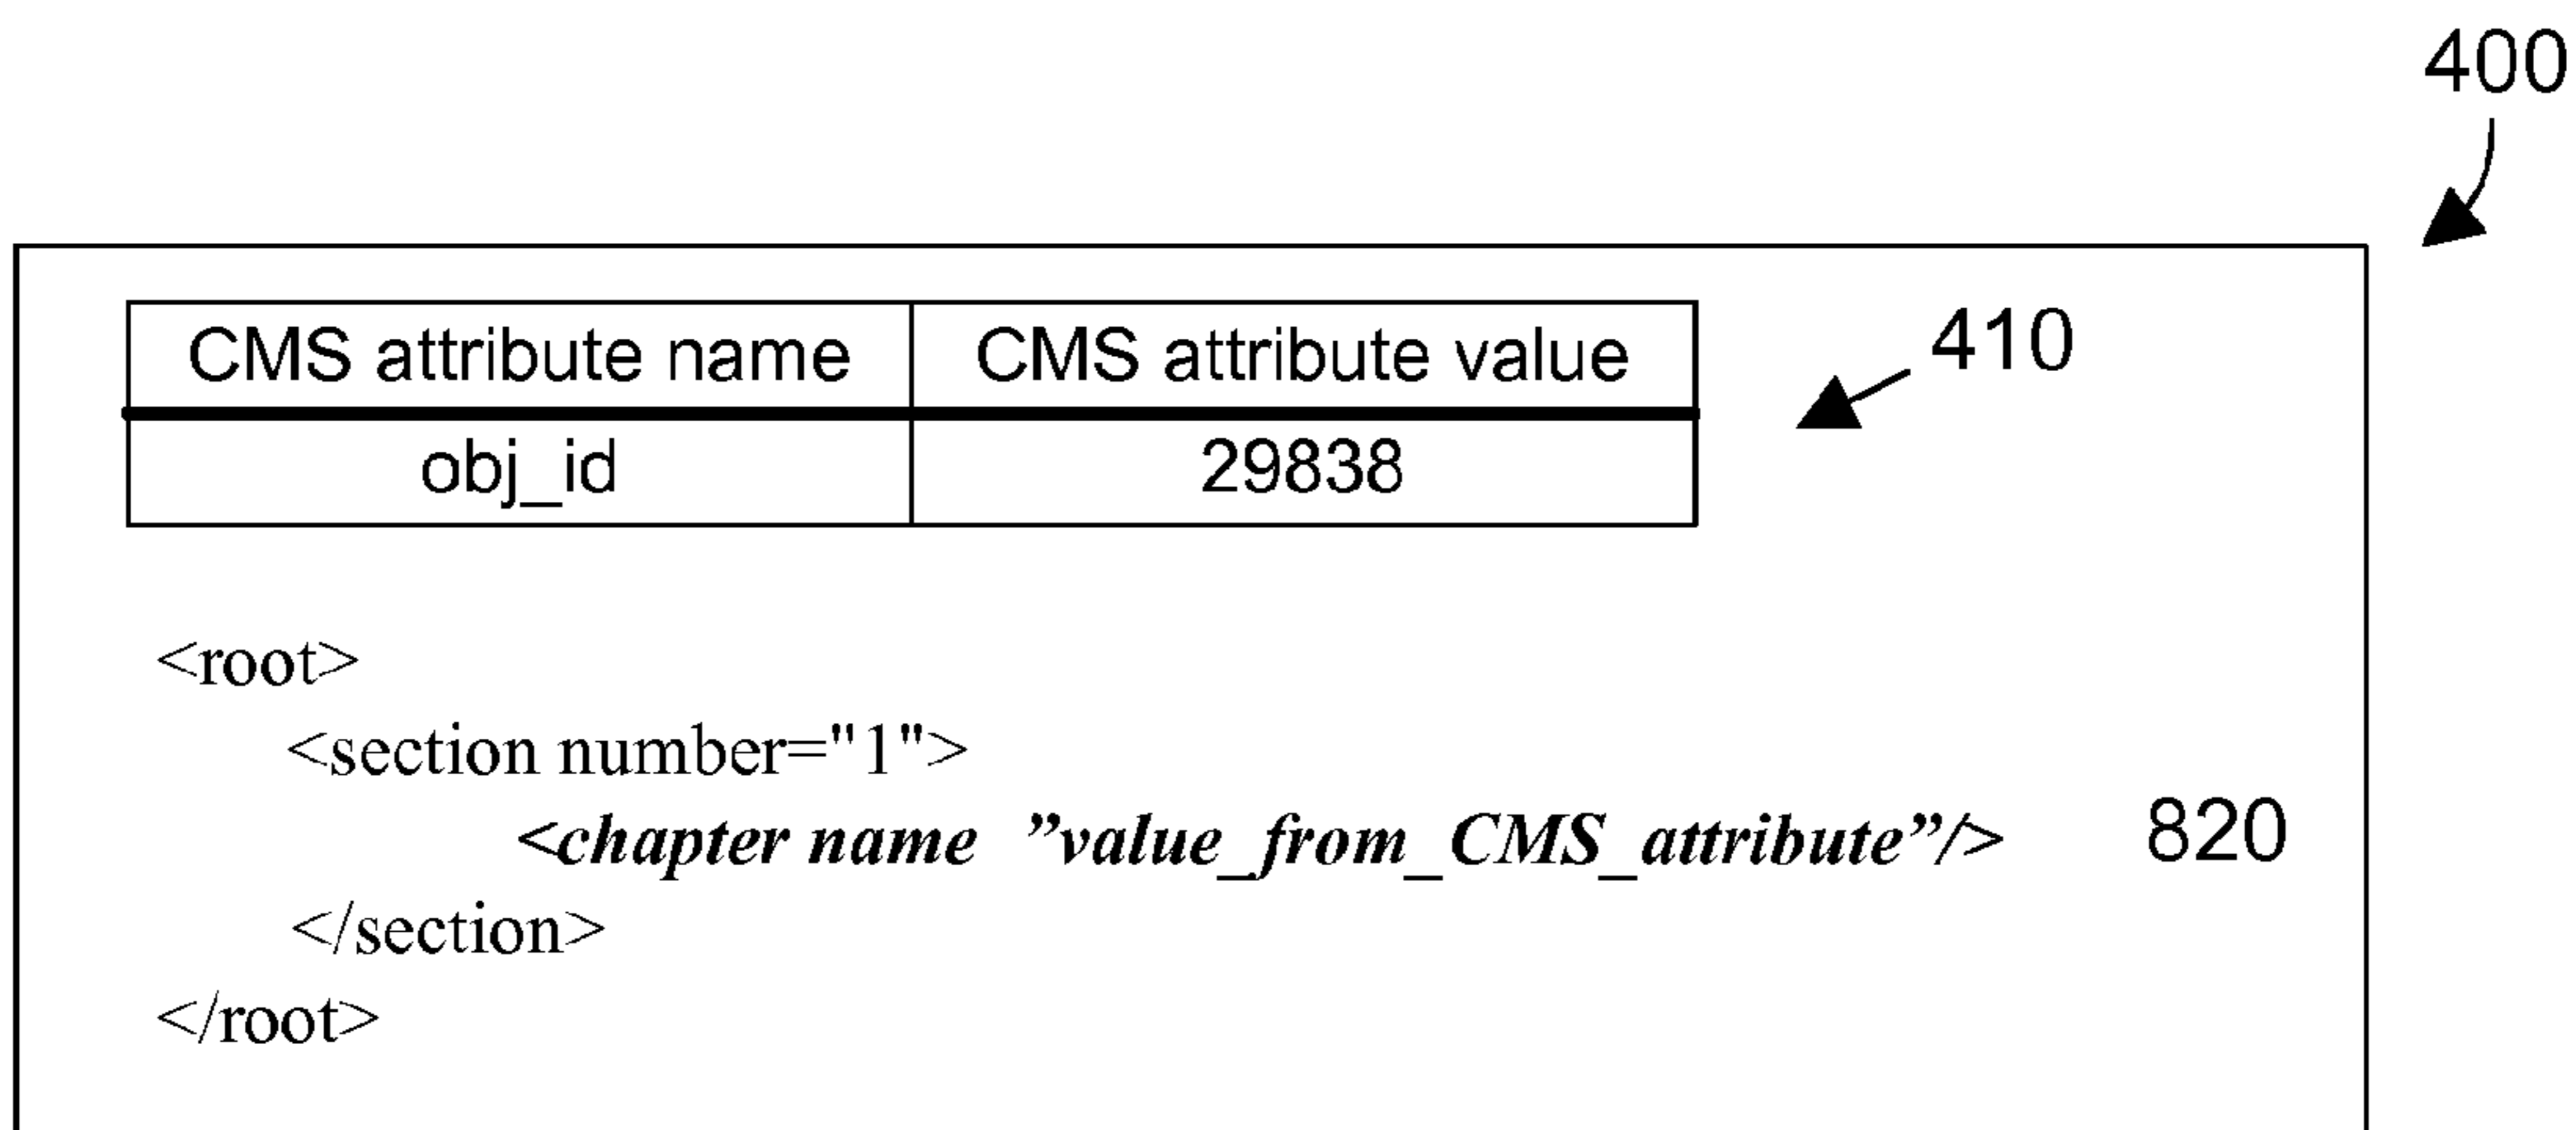 400
CMS attribute name CMS attribute value
410
obj_id 29838
<root>
<section number="1">
<chapter name ”value_from_CMS_attribute”/> 820
</section>
</root>